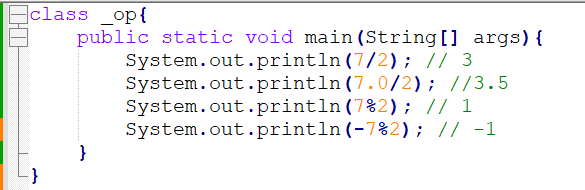 class _op{
    public static void main(String[] args){
        System.out.println(7/2); // 3
        System.out.println(7.0/2); //3.5
        System.out.println(7%2); // 1
        System.out.println(-7%2); // -1
    }
}